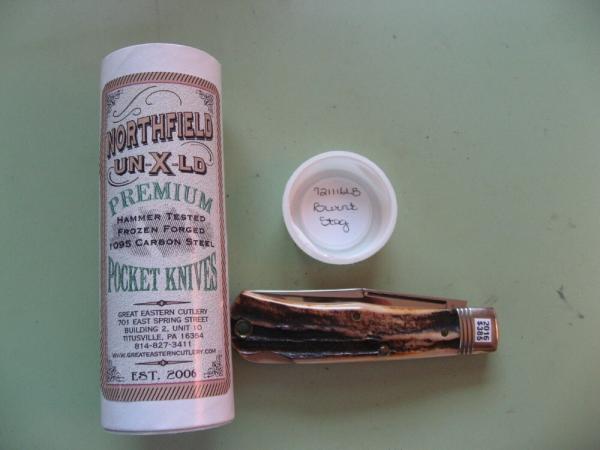 NORTHFIELD
UN-X-LD
PREMIUM
HAMMER TESTED
FROZEN FORGED
1095 CARBON STEEL
POCKET KNIVES
GREAT EASTERN CUTLERY
701 EAST SPRING STREET
BUILDING 2, UNIT 10
TITUSVILLE, PA 16354
814-827-3411
WWW.GREATEASTERNCUTLERY.COM
EST. 2006
721116LB
Burnt
Stag
2016
$385